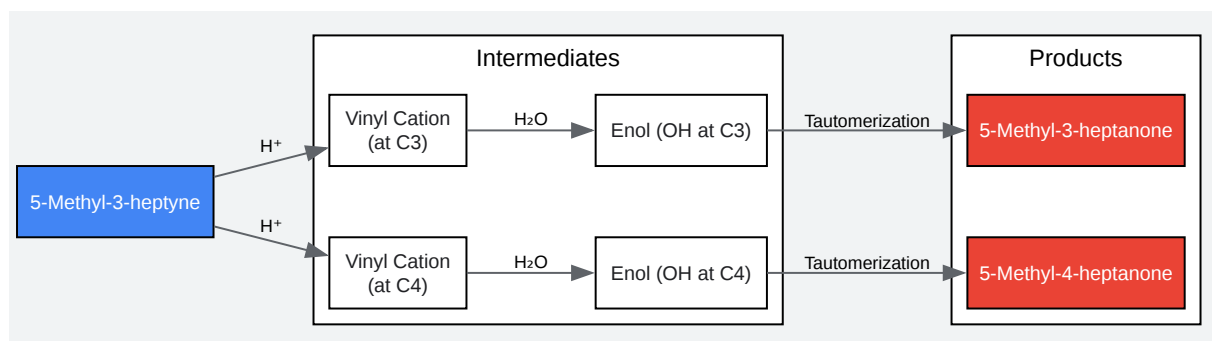 Intermediates
Products
Vinyl Cation
(at C3)
H₂O
Enol (OH at C3)
Tautomerization
5-Methyl-3-heptanone
H⁺
5-Methyl-3-heptyne
H⁺
Vinyl Cation
(at C4)
H₂O
Enol (OH at C4)
Tautomerization
5-Methyl-4-heptanone